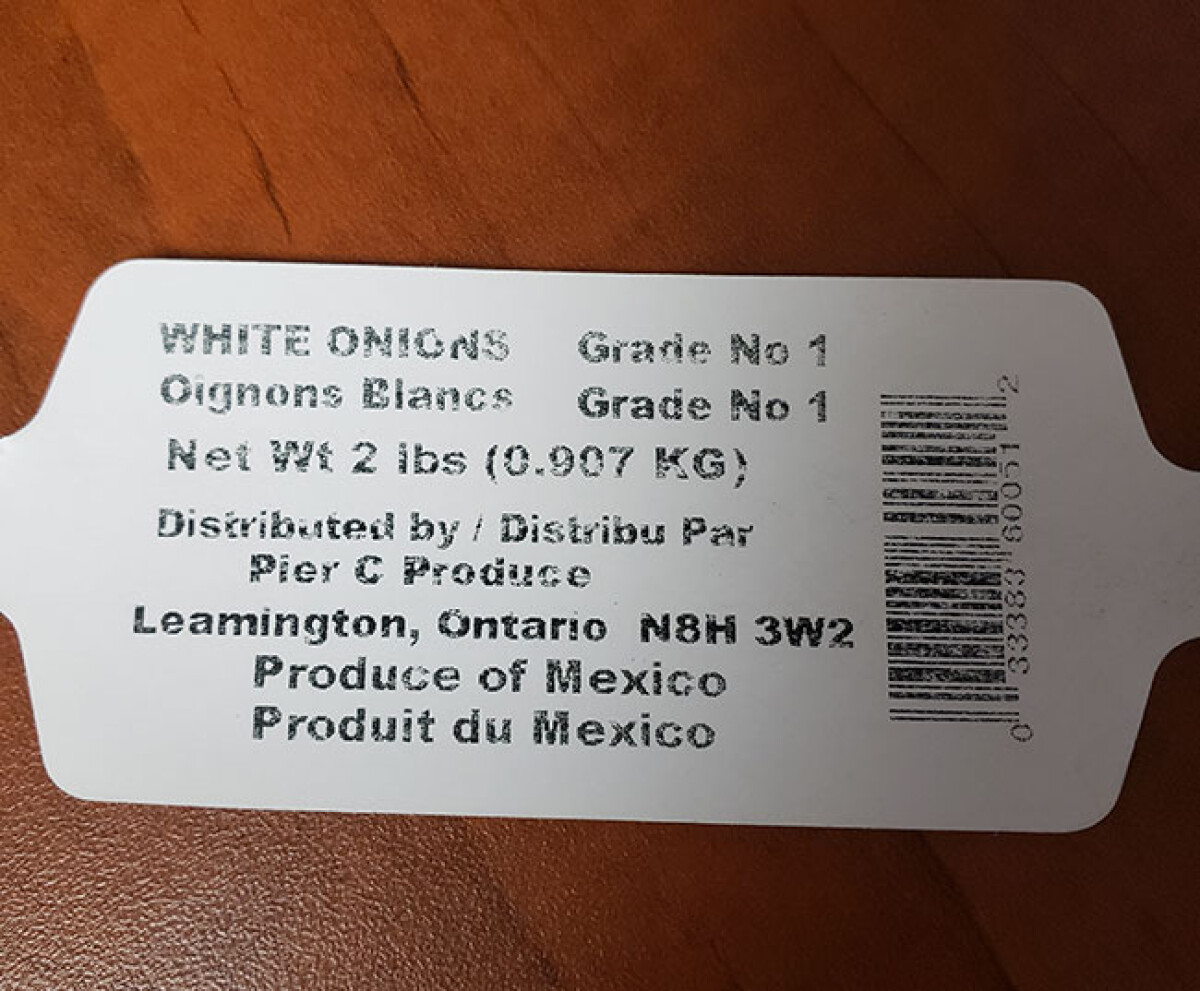 WHITE ONIONS Grade No 1
Oignons Blancs Grade No 1
Net Wt 2 lbs (0.907 KG)
Distributed by / Distribu Par
Pier C Produce
Leamington, Ontario N8H 3W2
Produce of Mexico
Produit du Mexico
0 33383 60051 2